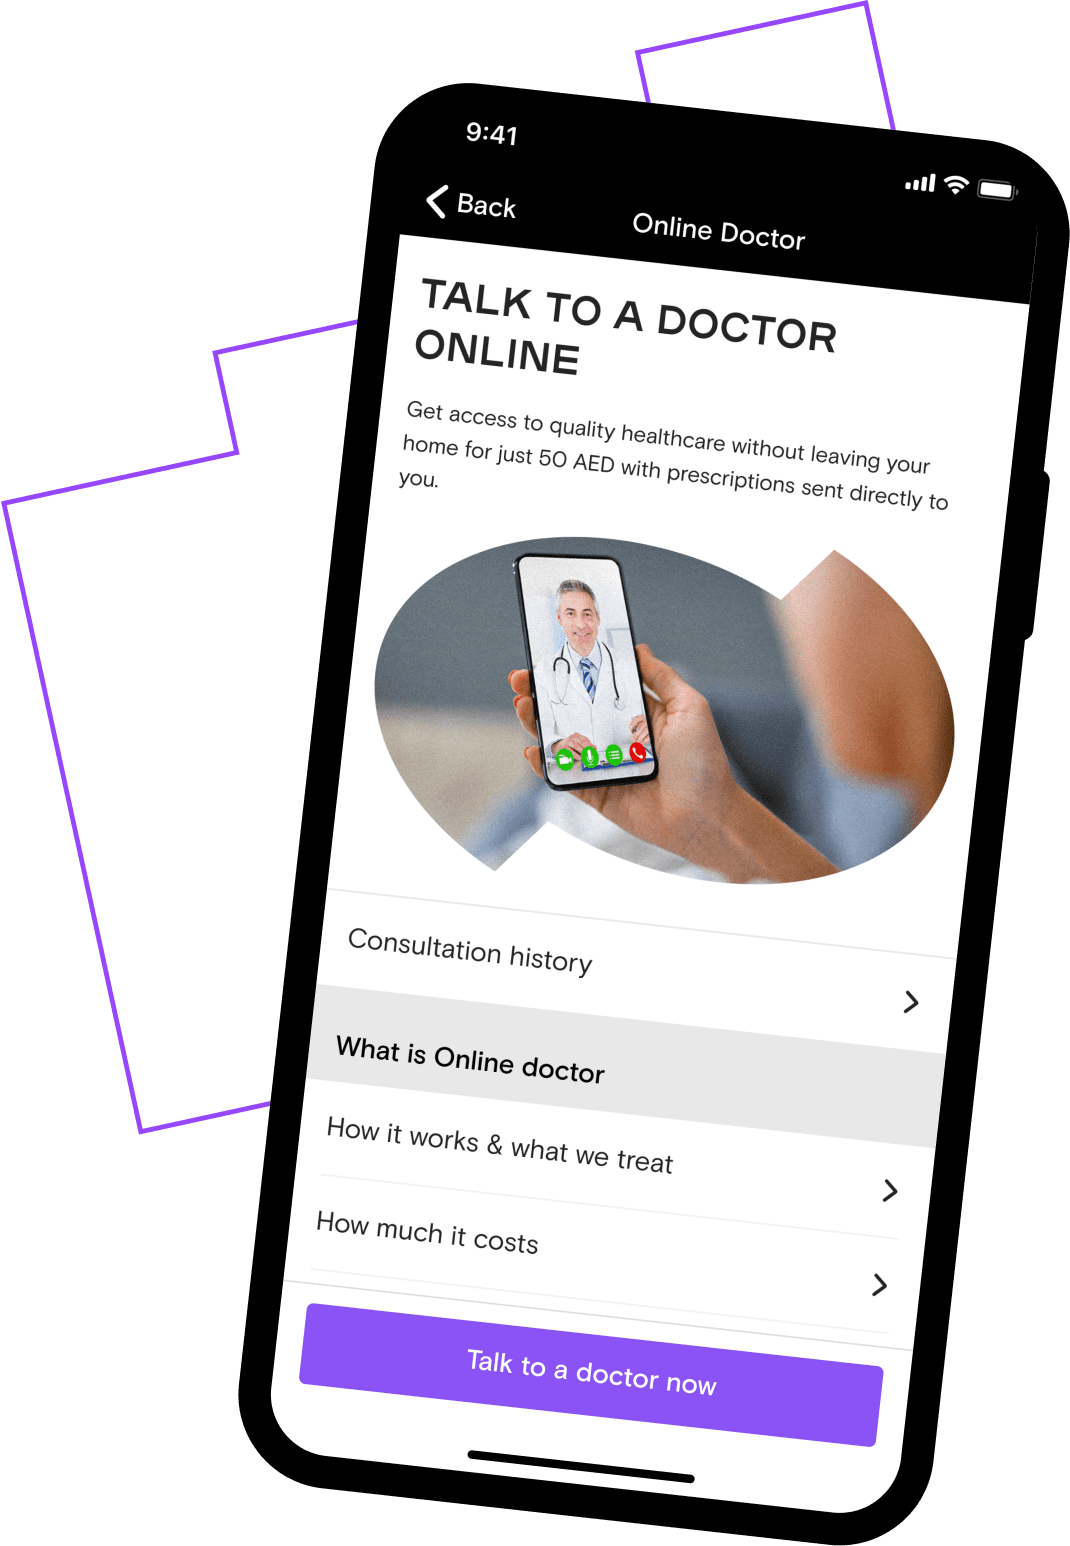 9:41
Back
Online Doctor
TALK TO A DOCTOR
ONLINE
Get access to quality healthcare without leaving your
home for just 50 AED with prescriptions sent directly to
you.
Consultation history
What is Online doctor
How it works & what we treat
How much it costs
Talk to a doctor now